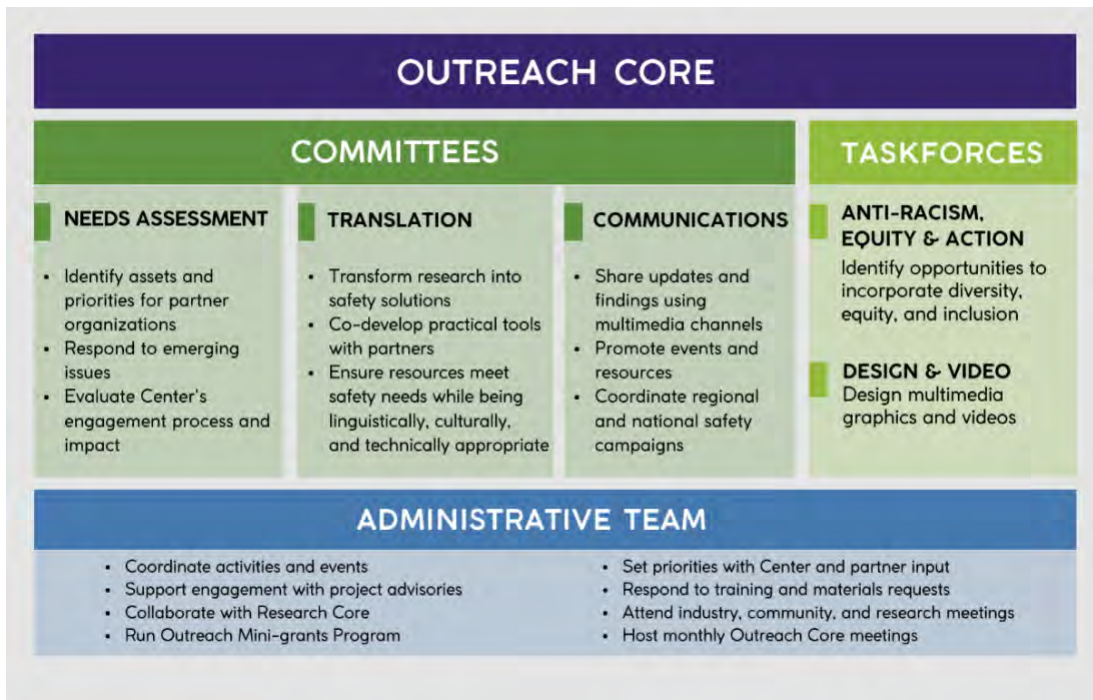 OUTREACH CORE
COMMITTEES
NEEDS ASSESSMENT
• Identify assets and
priorities for partner
organizations
• Respond to emerging
issues
• Evaluate Center's
engagement process and
impact
TRANSLATION
• Transform research into
safety solutions
• Co-develop practical tools
with partners
• Ensure resources meet
safety needs while being
linguistically, culturally,
and technically appropriate
COMMUNICATIONS
• Share updates and
findings using
multimedia channels
• Promote events and
resources
• Coordinate regional
and national safety
campaigns
TASKFORCES
ANTI-RACISM,
EQUITY & ACTION
Identify opportunities to
incorporate diversity,
equity, and inclusion
DESIGN & VIDEO
Design multimedia
graphics and videos
ADMINISTRATIVE TEAM
• Coordinate activities and events
• Support engagement with project advisories
• Collaborate with Research Core
• Run Outreach Mini-grants Program
• Set priorities with Center and partner input
• Respond to training and materials requests
• Attend industry, community, and research meetings
• Host monthly Outreach Core meetings